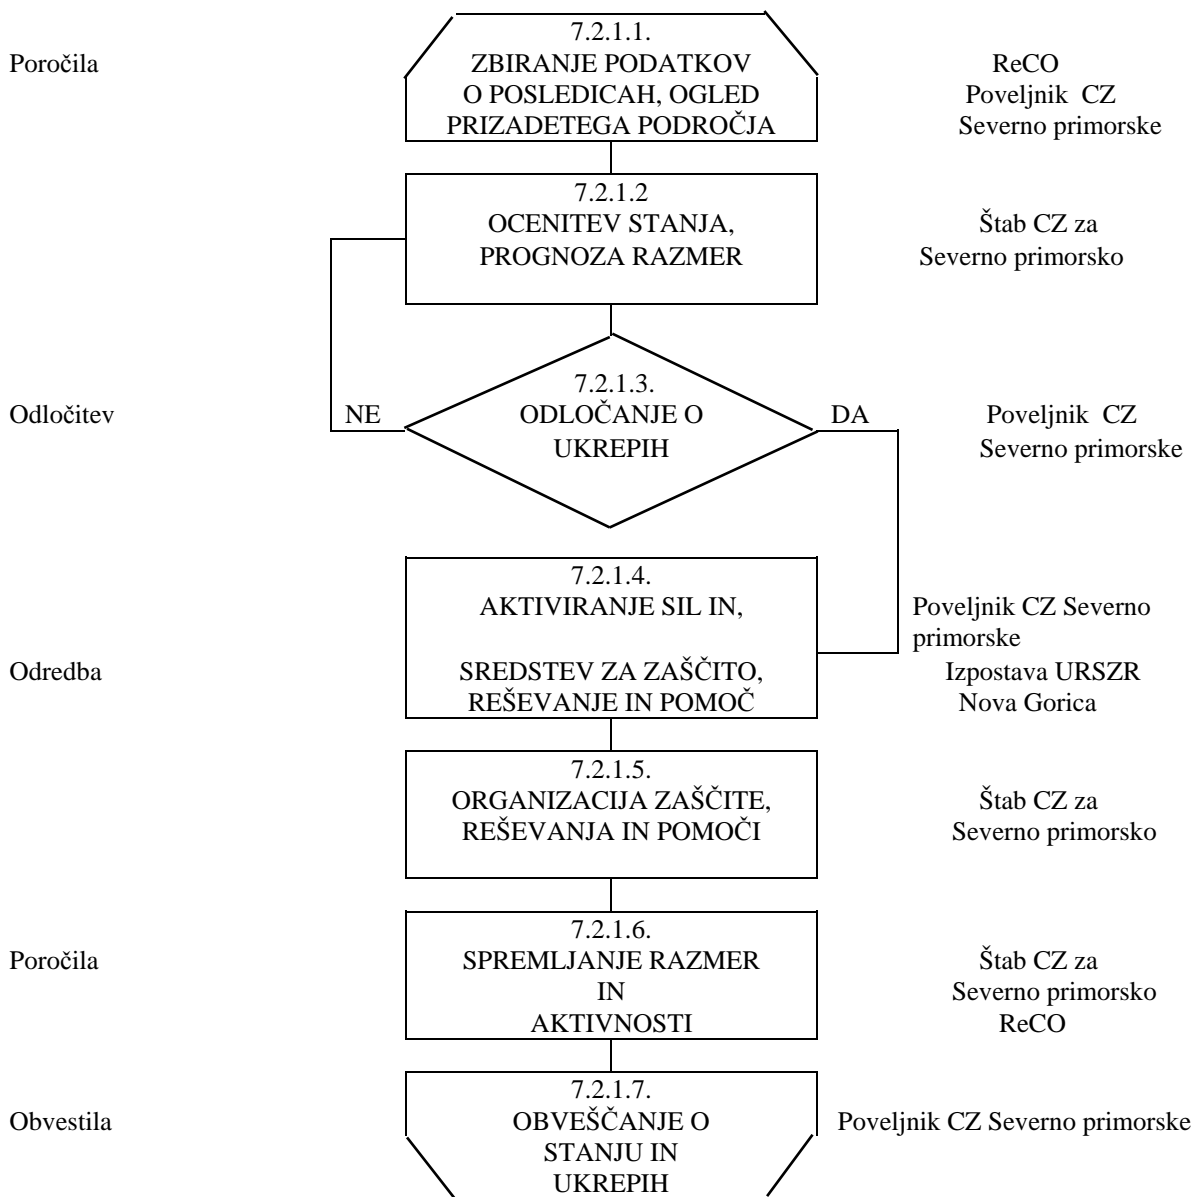 7.2.1.1.
Poročila
ZBIRANJE PODATKOV
ReCO
O POSLEDICAH, OGLED
Poveljnik CZ
PRIZADETEGA PODROČJA
Severno primorske
7.2.1.2
OCENITEV STANJA,
Štab CZ za
PROGNOZA RAZMER
Severno primorsko
7.2.1.3.
Odločitev
NE
ODLOČANJE O
DA
Poveljnik CZ
UKREPIH
Severno primorske
7.2.1.4.
AKTIVIRANJE SIL IN,
Poveljnik CZ Severno
primorske
Odredba
SREDSTEV ZA ZAŠČITO,
Izpostava URSZR
REŠEVANJE IN POMOČ
Nova Gorica
7.2.1.5.
ORGANIZACIJA ZAŠČITE,
Štab CZ za
REŠEVANJA IN POMOČI
Severno primorsko
7.2.1.6.
Poročila
SPREMLJANJE RAZMER
Štab CZ za
IN
Severno primorsko
AKTIVNOSTI
ReCO
7.2.1.7.
Obvestila
OBVEŠČANJE O
Poveljnik CZ Severno primorske
STANJU IN
UKREPIH